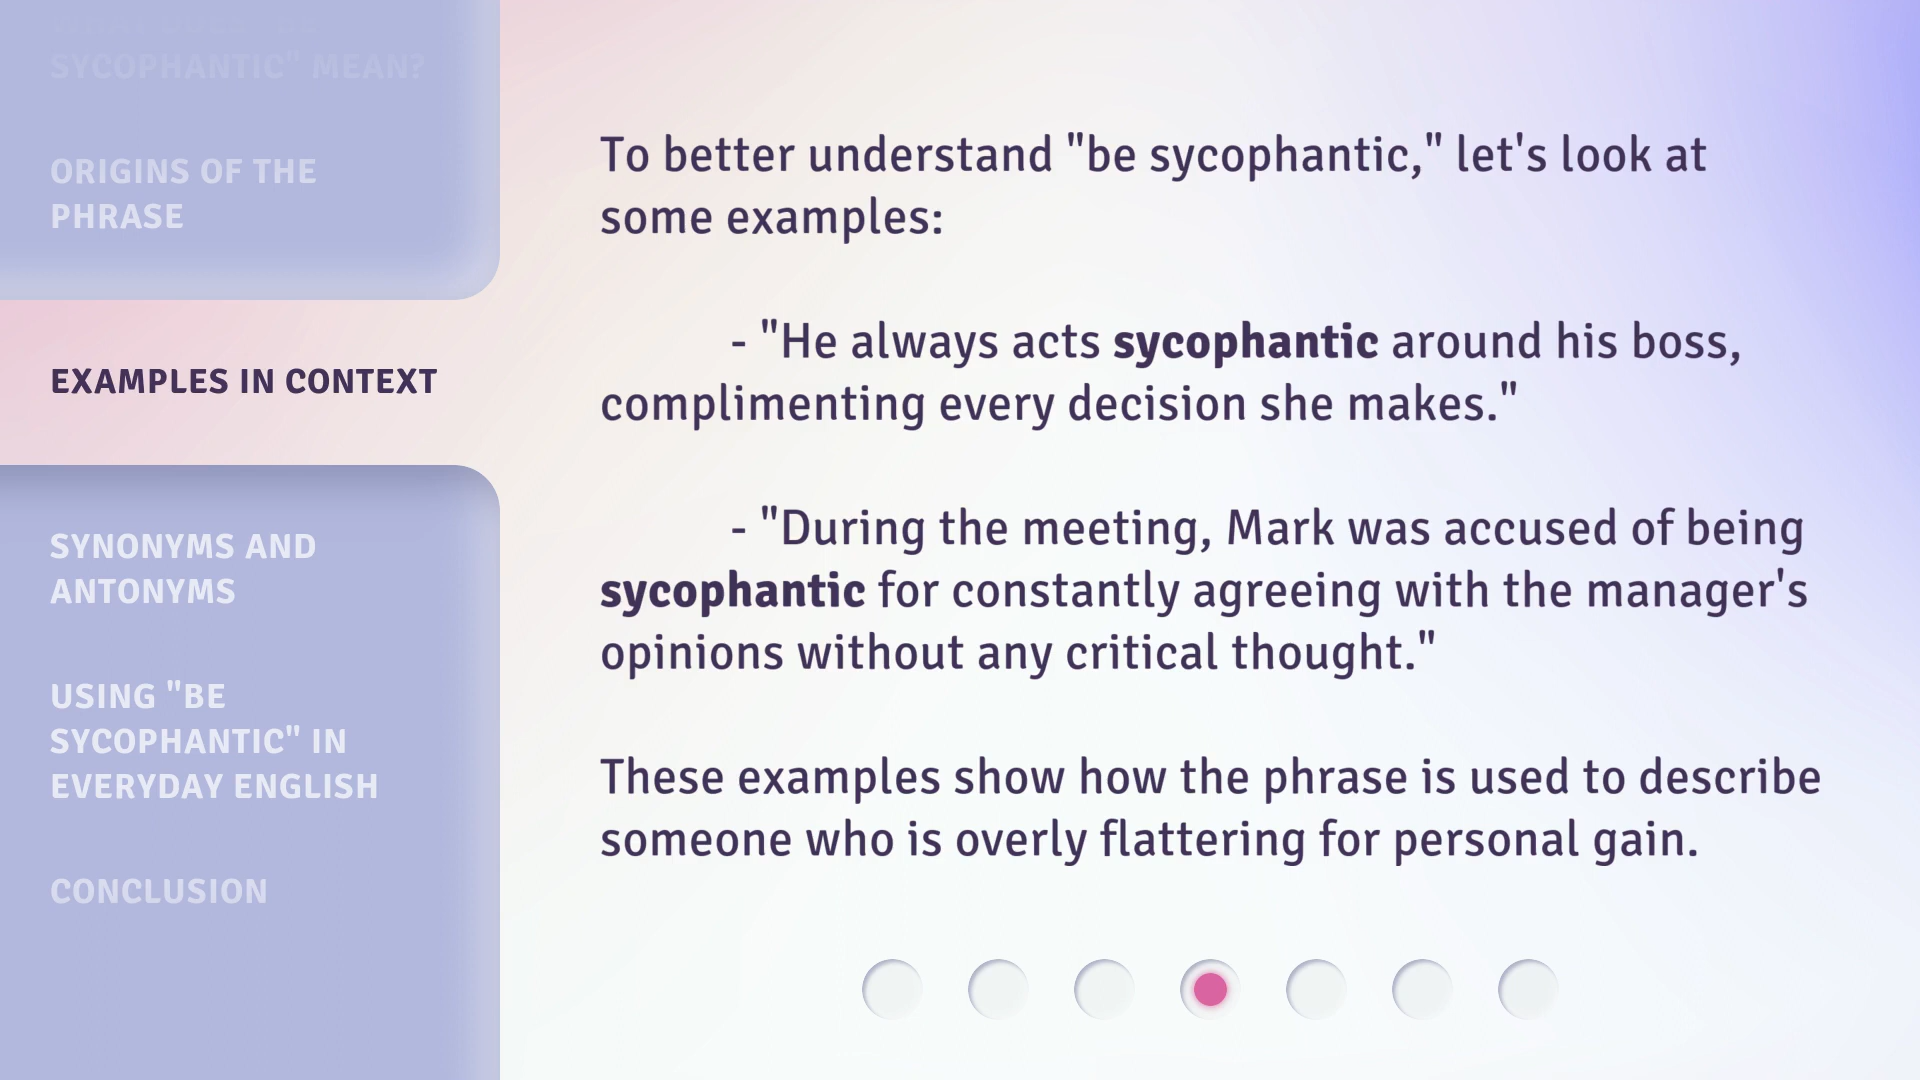 SYCOPHANTIC" MEAN?
ORIGINS OF THE
PHRASE
EXAMPLES IN CONTEXT
SYNONYMS AND
ANTONYMS
USING "BE
SYCOPHANTIC" IN
EVERYDAY ENGLISH
CONCLUSION
To better understand "be sycophantic," let's look at
some examples:
- "He always acts sycophantic around his boss,
complimenting every decision she makes."
- "During the meeting, Mark was accused of being
sycophantic for constantly agreeing with the manager's
opinions without any critical thought."
These examples show how the phrase is used to describe
someone who is overly flattering for personal gain.